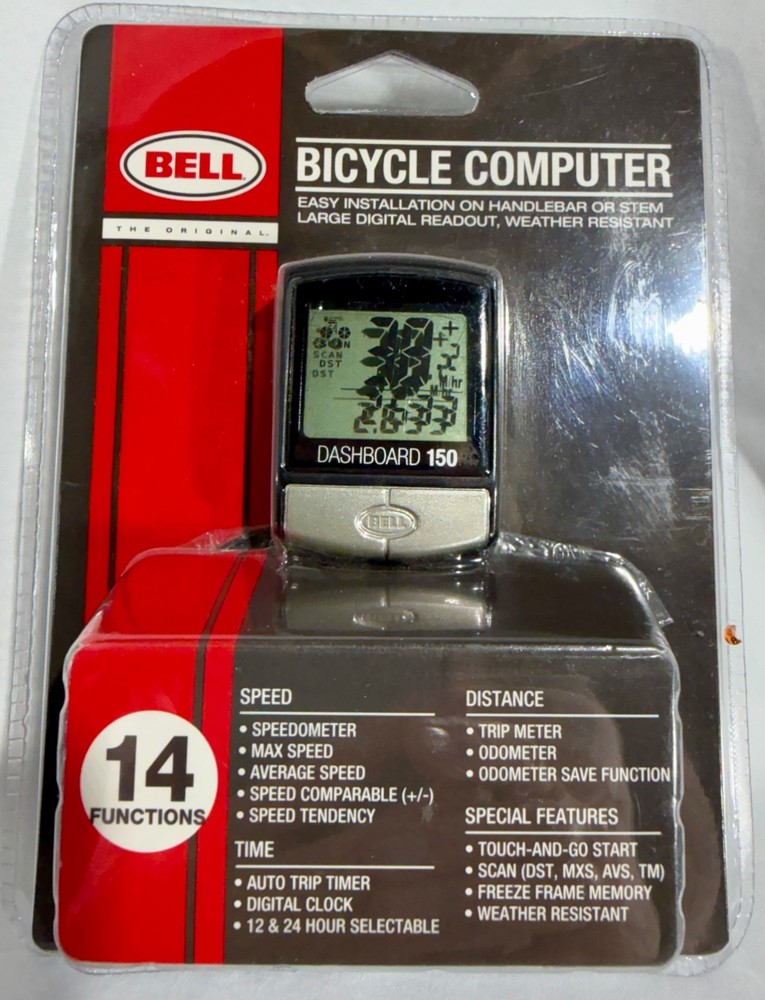 BELL
THE ORIGINAL.
BICYCLE COMPUTER
EASY INSTALLATION ON HANDLEBAR OR STEM
LARGE DIGITAL READOUT, WEATHER RESISTANT
SCAN
DST
DST
DASHBOARD 150
BELL
14
FUNCTIONS
SPEED
• SPEEDOMETER
• MAX SPEED
• AVERAGE SPEED
• SPEED COMPARABLE (+/-)
• SPEED TENDENCY
TIME
• AUTO TRIP TIMER
• DIGITAL CLOCK
• 12 & 24 HOUR SELECTABLE
DISTANCE
• TRIP METER
• ODOMETER
• ODOMETER SAVE FUNCTION
SPECIAL FEATURES
• TOUCH-AND-GO START
• SCAN (DST, MXS, AVS, TM)
• FREEZE FRAME MEMORY
• WEATHER RESISTANT